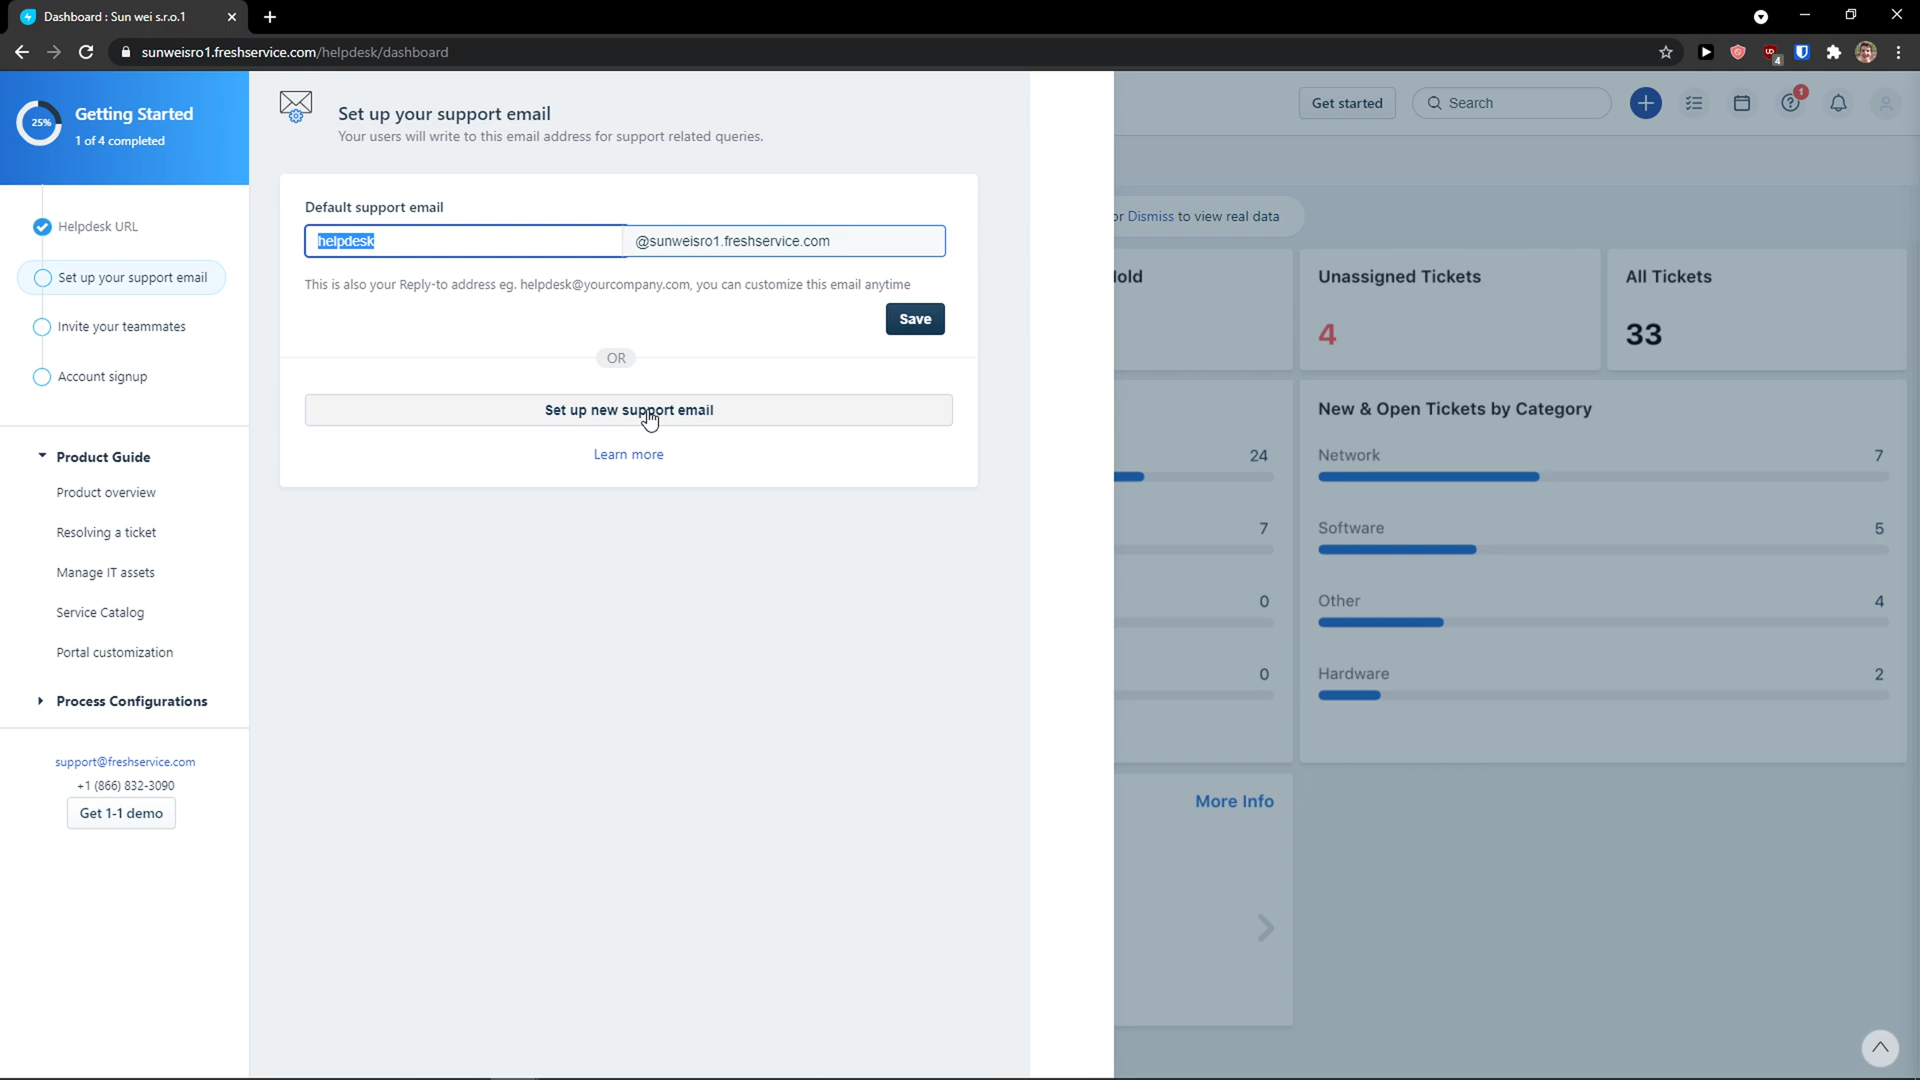 Dashboard : Sun wei s.r.o.1
sunweisro1.freshservice.com/helpdesk/dashboard
UD
4
25%
Getting Started
1 of 4 completed
Helpdesk URL
Set up your support email
Invite your teammates
Account signup
Product Guide
Product overview
Resolving a ticket
Manage IT assets
Service Catalog
Portal customization
Process Configurations
support@freshservice.com
+1 (866) 832-3090
Get 1-1 demo
Set up your support email
Your users will write to this email address for support related queries.
Default support email
helpdesk @sunweisro1.freshservice.com
This is also your Reply-to address eg. helpdesk@yourcompany.com, you can customize this email anytime
Save
OR
Set up new support email
Learn more
Get started
Search
1
or Dismiss to view real data
Unassigned Tickets
4
All Tickets
33
24
7
0
0
New & Open Tickets by Category
Network 7
Software 5
Other 4
Hardware 2
More Info